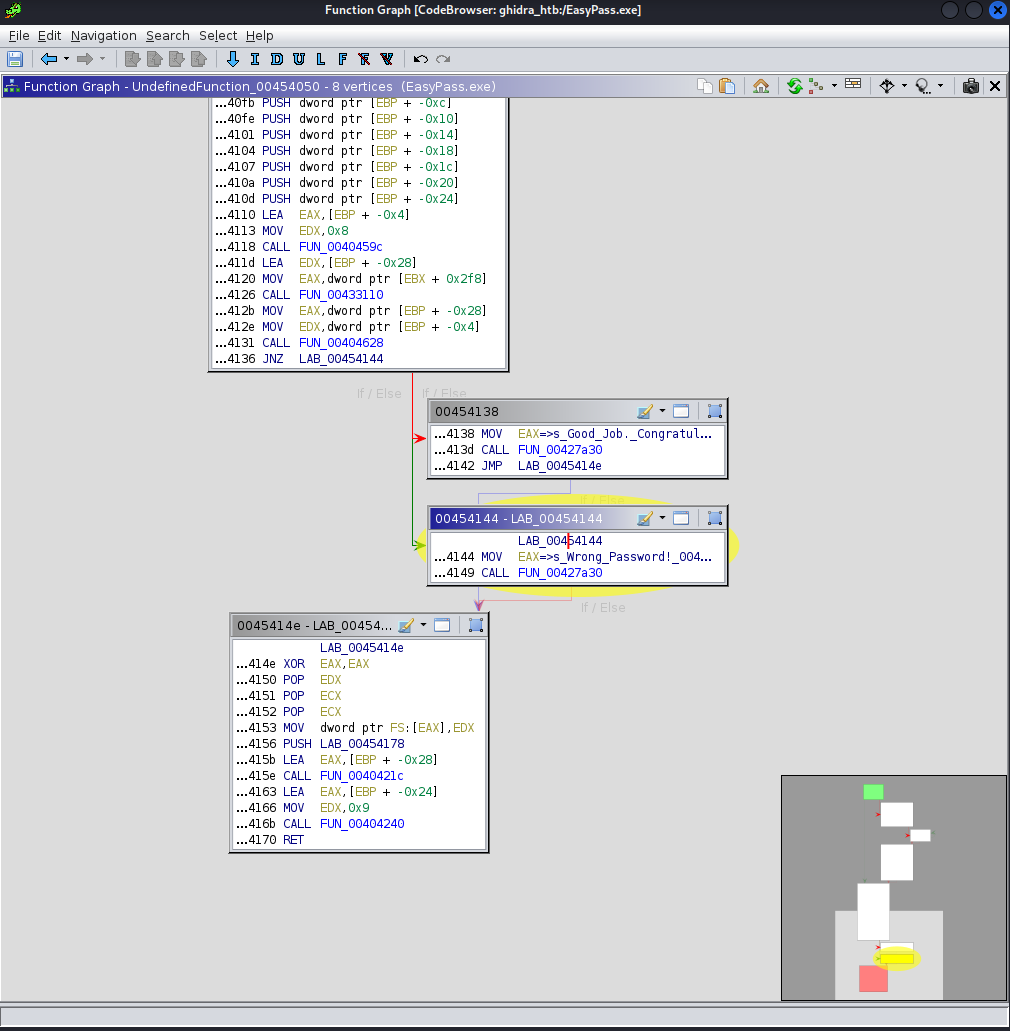 Function Graph [CodeBrowser: ghidra_htb:/EasyPass.exe]
File Edit Navigation Search Select Help
I D U L F R V
Function Graph - UndefinedFunction_00454050 - 8 vertices (EasyPass.exe)
...40fb PUSH dword ptr [EBP + -0xc]
...40fe PUSH dword ptr [EBP + -0x10]
...4101 PUSH dword ptr [EBP + -0x14]
...4104 PUSH dword ptr [EBP + -0x18]
...4107 PUSH dword ptr [EBP + -0x1c]
...410a PUSH dword ptr [EBP + -0x20]
...410d PUSH dword ptr [EBP + -0x24]
...4110 LEA EAX,[EBP + -0x4]
...4113 MOV EDX,0x8
...4118 CALL FUN_0040459c
...411d LEA EDX,[EBP + -0x28]
...4120 MOV EAX,dword ptr [EBX + 0x2f8]
...4126 CALL FUN_00433110
...412b MOV EAX,dword ptr [EBP + -0x28]
...412e MOV EDX,dword ptr [EBP + -0x4]
...4131 CALL FUN_00404628
...4136 JNZ LAB_00454144
If / Else If / Else
00454138
...4138 MOV EAX=>s_Good_Job._Congratul...
...413d CALL FUN_00427a30
...4142 JMP LAB_0045414e
If / Else
00454144 - LAB_00454144
LAB_00454144
...4144 MOV EAX=>s_Wrong_Password!_004...
...4149 CALL FUN_00427a30
If / Else
0045414e - LAB_00454...
LAB_0045414e
...414e XOR EAX,EAX
...4150 POP EDX
...4151 POP ECX
...4152 POP ECX
...4153 MOV dword ptr FS:[EAX],EDX
...4156 PUSH LAB_00454178
...415b LEA EAX,[EBP + -0x28]
...415e CALL FUN_0040421c
...4163 LEA EAX,[EBP + -0x24]
...4166 MOV EDX,0x9
...416b CALL FUN_00404240
...4170 RET